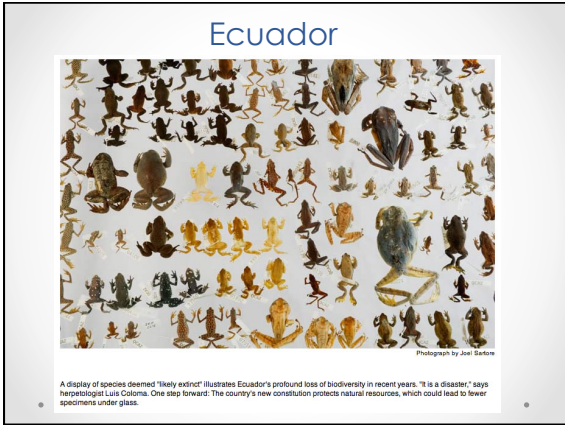 Ecuador
Photograph by Joel Sartore
A display of species deemed "likely extinct" illustrates Ecuador's profound loss of biodiversity in recent years. "It is a disaster," says
herpetologist Luis Coloma. One step forward: The country's new constitution protects natural resources, which could lead to fewer
specimens under glass.